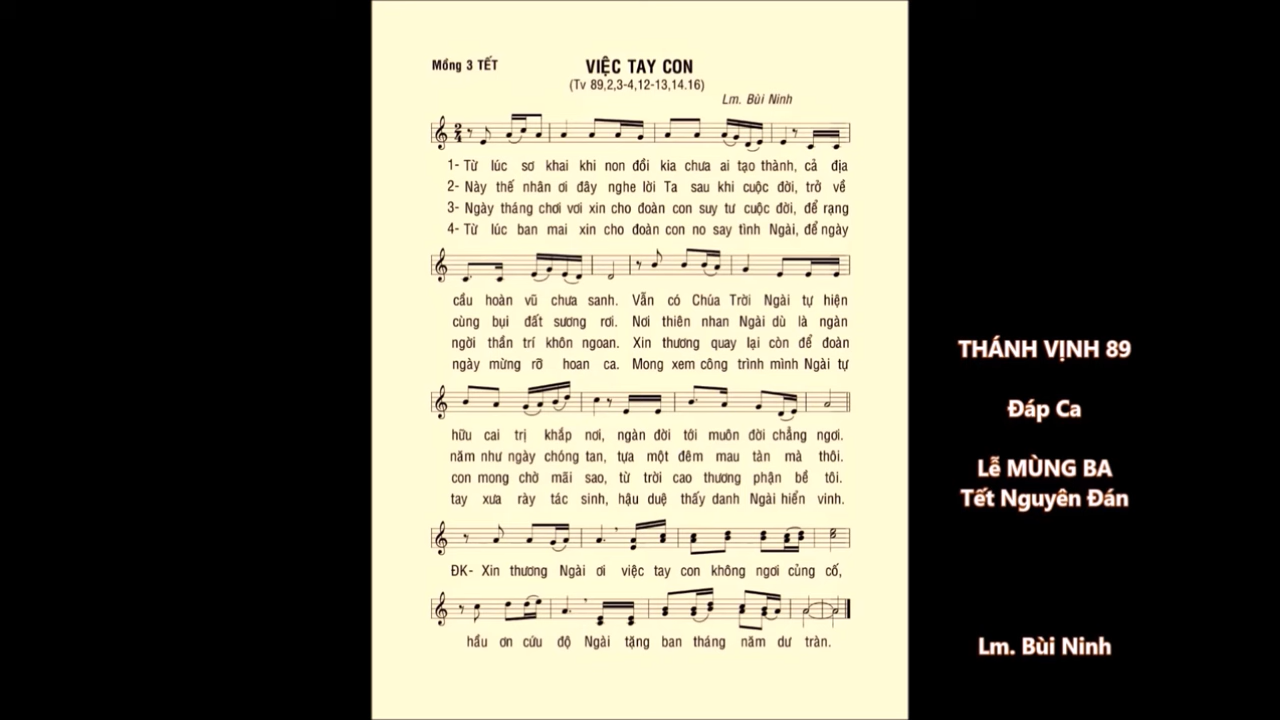 Mồng 3 TẾT
VIỆC TAY CON
(Tv 89,2,3-4,12-13,14.16)
Lm. Bùi Ninh
1- Từ lúc sơ khai khi non đồi kia chưa ai tạo thành, cả địa
2- Này thế nhân ơi đây nghe lời Ta sau khi cuộc đời, trở về
3- Ngày tháng chơi vơi xin cho đoàn con suy tư cuộc đời, để rạng
4- Từ lúc ban mai xin cho đoàn con no say tình Ngài, để ngày
cầu hoàn vũ chưa sanh. Vẫn có Chúa Trời Ngài tự hiện
cùng bụi đất sương rơi. Nơi thiên nhan Ngài dù là ngàn
ngời thần trí khôn ngoan. Xin thương quay lại còn để đoàn
ngày mừng rỡ hoan ca. Mong xem công trình mình Ngài tự
hữu cai trị khắp nơi, ngàn đời tới muôn đời chẳng ngơi.
năm như ngày chóng tan, tựa một đêm mau tàn mà thôi.
con mong chờ mãi sao, từ trời cao thương phận bề tôi.
tay xưa rày tác sinh, hậu duệ thấy danh Ngài hiển vinh.
ĐK- Xin thương Ngài ơi việc tay con không ngơi củng cố,
hầu ơn cứu độ Ngài tặng ban tháng năm dư tràn.
THÁNH VỊNH 89
Đáp Ca
Lễ MÙNG BA
Tết Nguyên Đán
Lm. Bùi Ninh